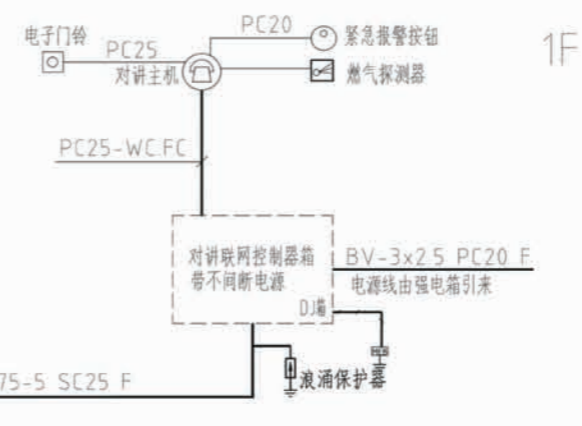 电子门铃
PC25
PC20
紧急报警按钮
1F
对讲主机
燃气探测器
PC25-WC.FC
对讲联网控制器箱
带不间断电源
DJ箱
BV-3x2.5 PC20 F
电源线由强电箱引来
浪涌保护器
75-5 SC25 F